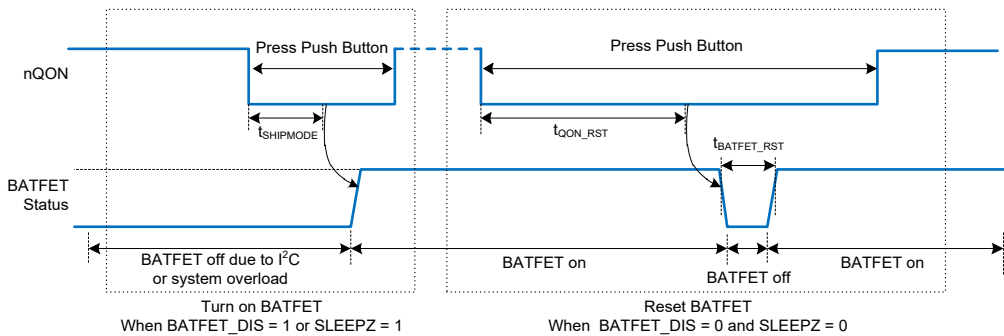 Press Push Button
Press Push Button
nQON
tSHIPMODE
tQON_RST
tBATFET_RST
BATFET
Status
BATFET off due to I²C
or system overload
BATFET on
BATFET off
BATFET on
Turn on BATFET
When BATFET_DIS = 1 or SLEEPZ = 1
Reset BATFET
When BATFET_DIS = 0 and SLEEPZ = 0